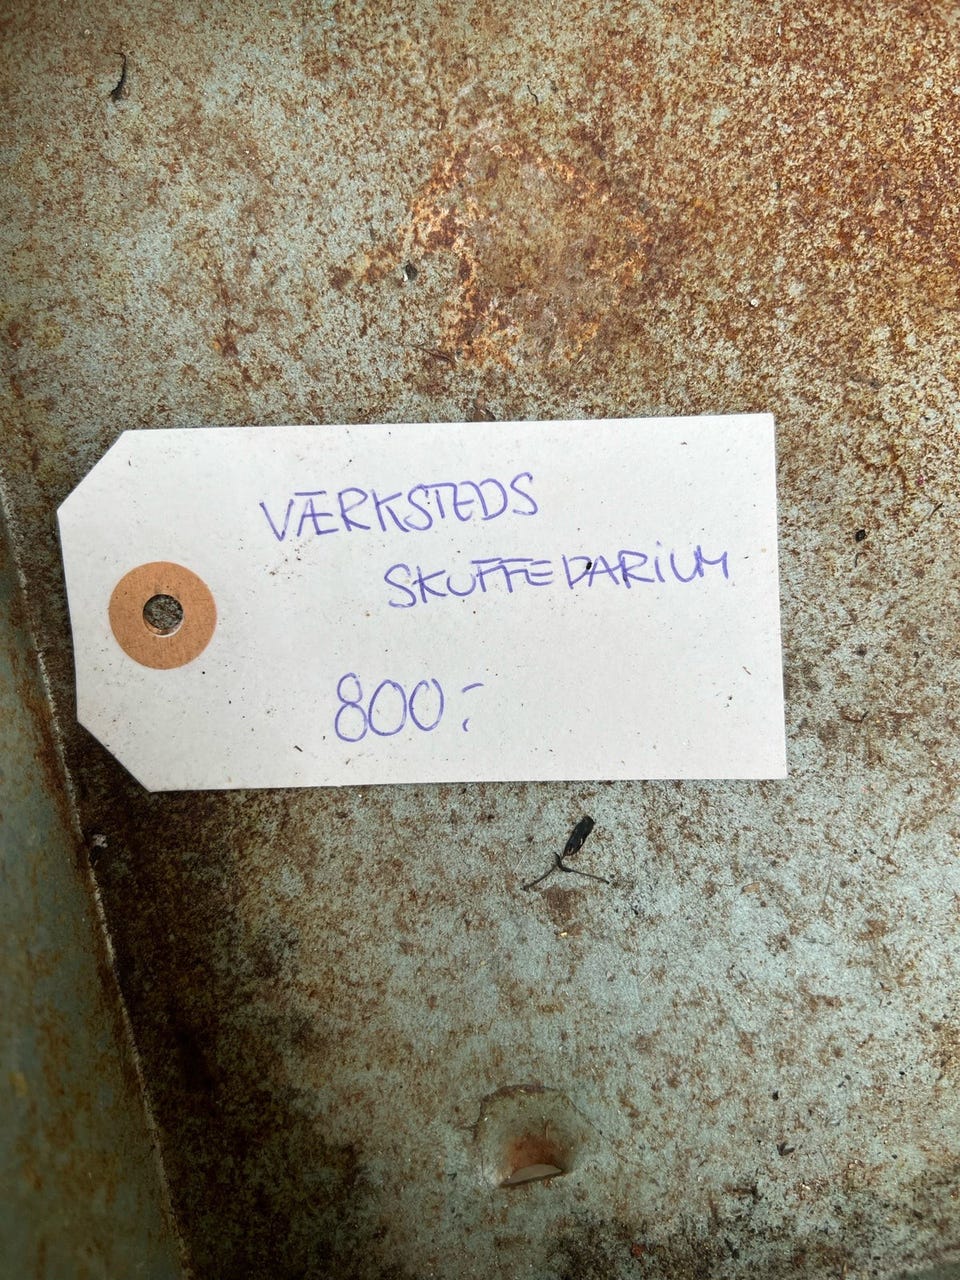 VÆRKSTEDS
SKUFFEDARIUM
800:-